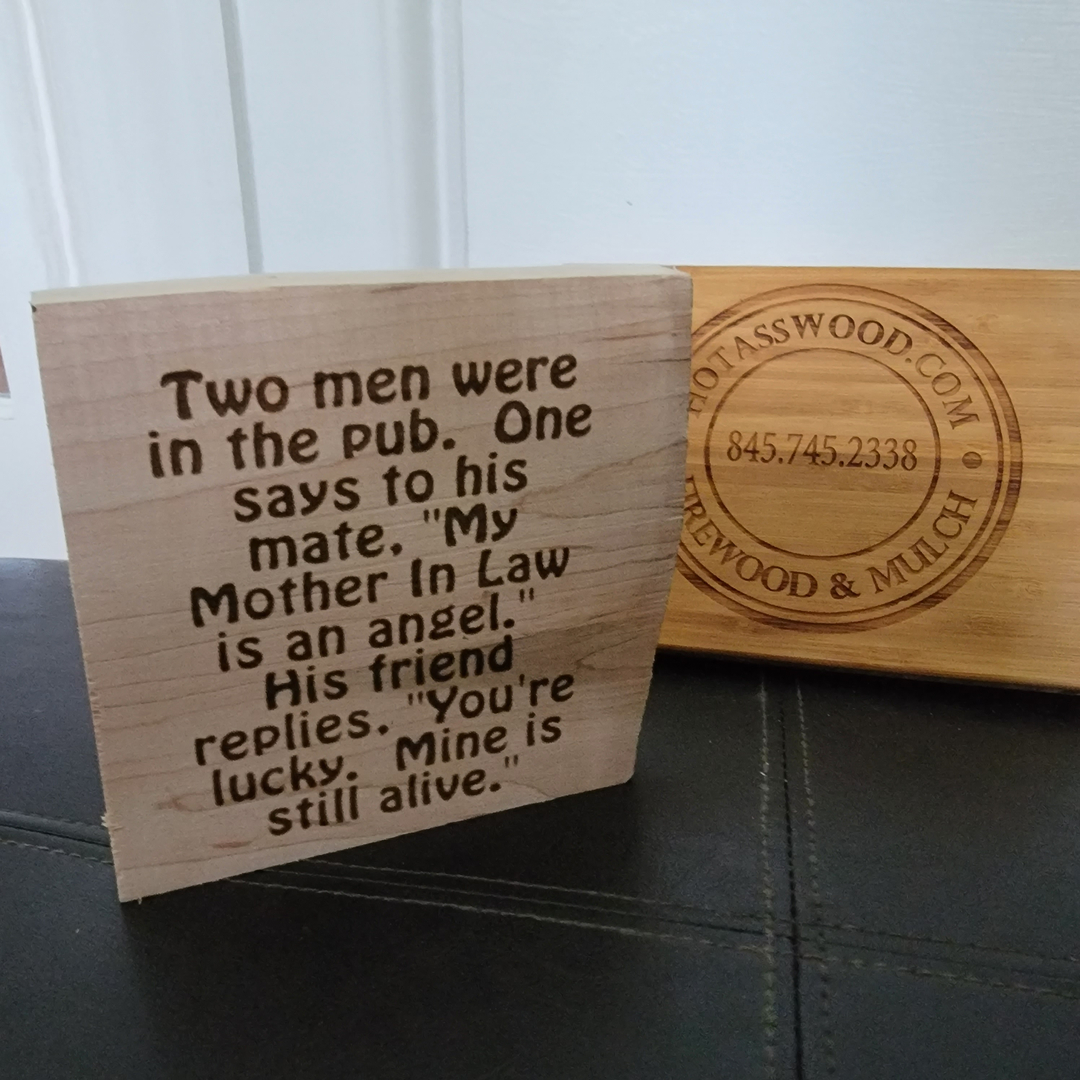 Two men were
in the pub.  One
says to his
mate, "My
Mother In Law
is an angel."
His friend
replies. "You're
lucky.  Mine is
still alive."
HOTASSWOOD.COM
845.745.2338
FIREWOOD & MULCH